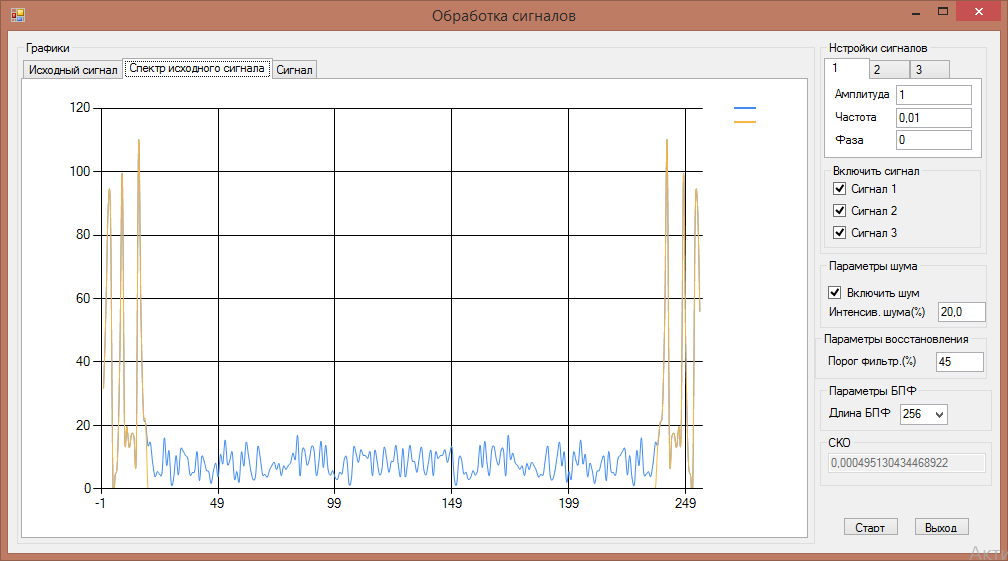 Обработка сигналов
Графики
Исходный сигнал Спектр исходного сигнала Сигнал
120
100
80
60
40
20
0
-1 49 99 149 199 249
Нстройки сигналов
1 2 3
Амплитуда 1
Частота 0,01
Фаза 0
Включить сигнал
Сигнал 1
Сигнал 2
Сигнал 3
Параметры шума
Включить шум
Интенсив. шума(%) 20,0
Параметры восстановления
Порог фильтр.(%) 45
Параметры БПФ
Длина БПФ 256
СКО
0,000495130434468922
Старт Выход